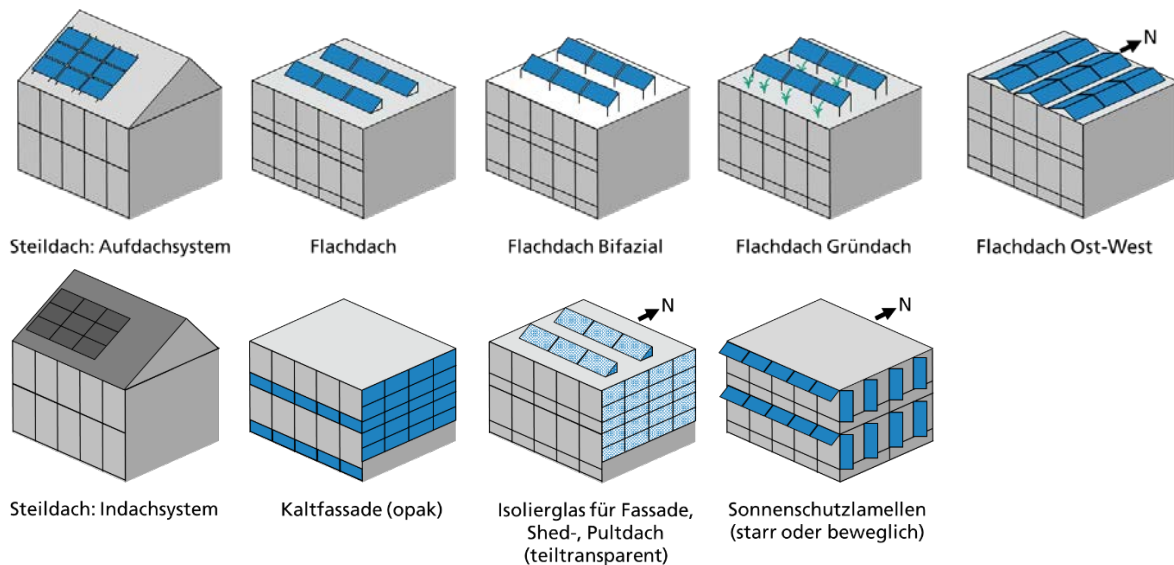 N
Steildach: Aufdachsystem
Flachdach
Flachdach Bifazial
Flachdach Gründach
Flachdach Ost-West
N
N
Steildach: Indachsystem
Kaltfassade (opak)
Isolierglas für Fassade,
Shed-, Pultdach
(teiltransparent)
Sonnenschutzlamellen
(starr oder beweglich)